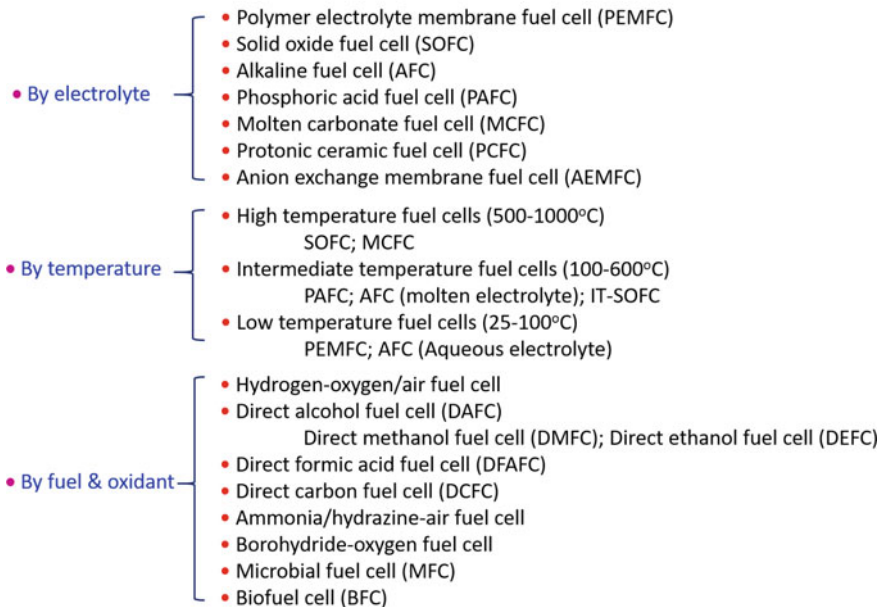 • Polymer electrolyte membrane fuel cell (PEMFC)
• Solid oxide fuel cell (SOFC)
• Alkaline fuel cell (AFC)
• By electrolyte
• Phosphoric acid fuel cell (PAFC)
• Molten carbonate fuel cell (MCFC)
• Protonic ceramic fuel cell (PCFC)
• Anion exchange membrane fuel cell (AEMFC)
• High temperature fuel cells (500-1000°C)
SOFC; MCFC
• By temperature
• Intermediate temperature fuel cells (100-600°C)
PAFC; AFC (molten electrolyte); IT-SOFC
• Low temperature fuel cells (25-100°C)
PEMFC; AFC (Aqueous electrolyte)
• Hydrogen-oxygen/air fuel cell
• Direct alcohol fuel cell (DAFC)
Direct methanol fuel cell (DMFC); Direct ethanol fuel cell (DEFC)
• Direct formic acid fuel cell (DFAFC)
• By fuel & oxidant
• Direct carbon fuel cell (DCFC)
• Ammonia/hydrazine-air fuel cell
• Borohydride-oxygen fuel cell
• Microbial fuel cell (MFC)
• Biofuel cell (BFC)